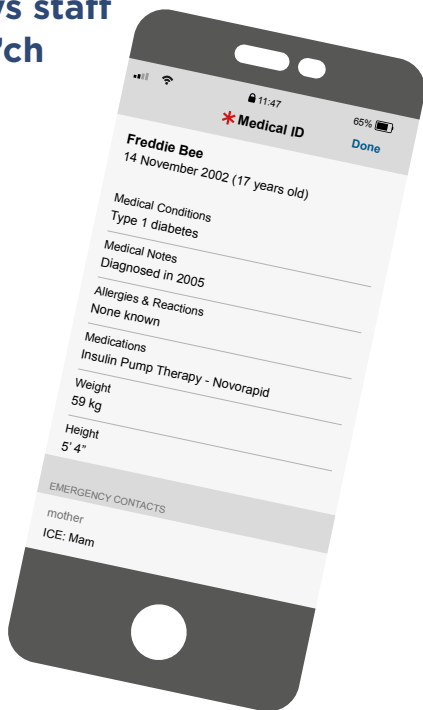 staff
11:47
65%
Medical ID
Done
Freddie Bee
14 November 2002 (17 years old)
Medical Conditions
Type 1 diabetes
Medical Notes
Diagnosed in 2005
Allergies & Reactions
None known
Medications
Insulin Pump Therapy - Novorapid
Weight
59 kg
Height
5' 4"
EMERGENCY CONTACTS
mother
ICE: Mam